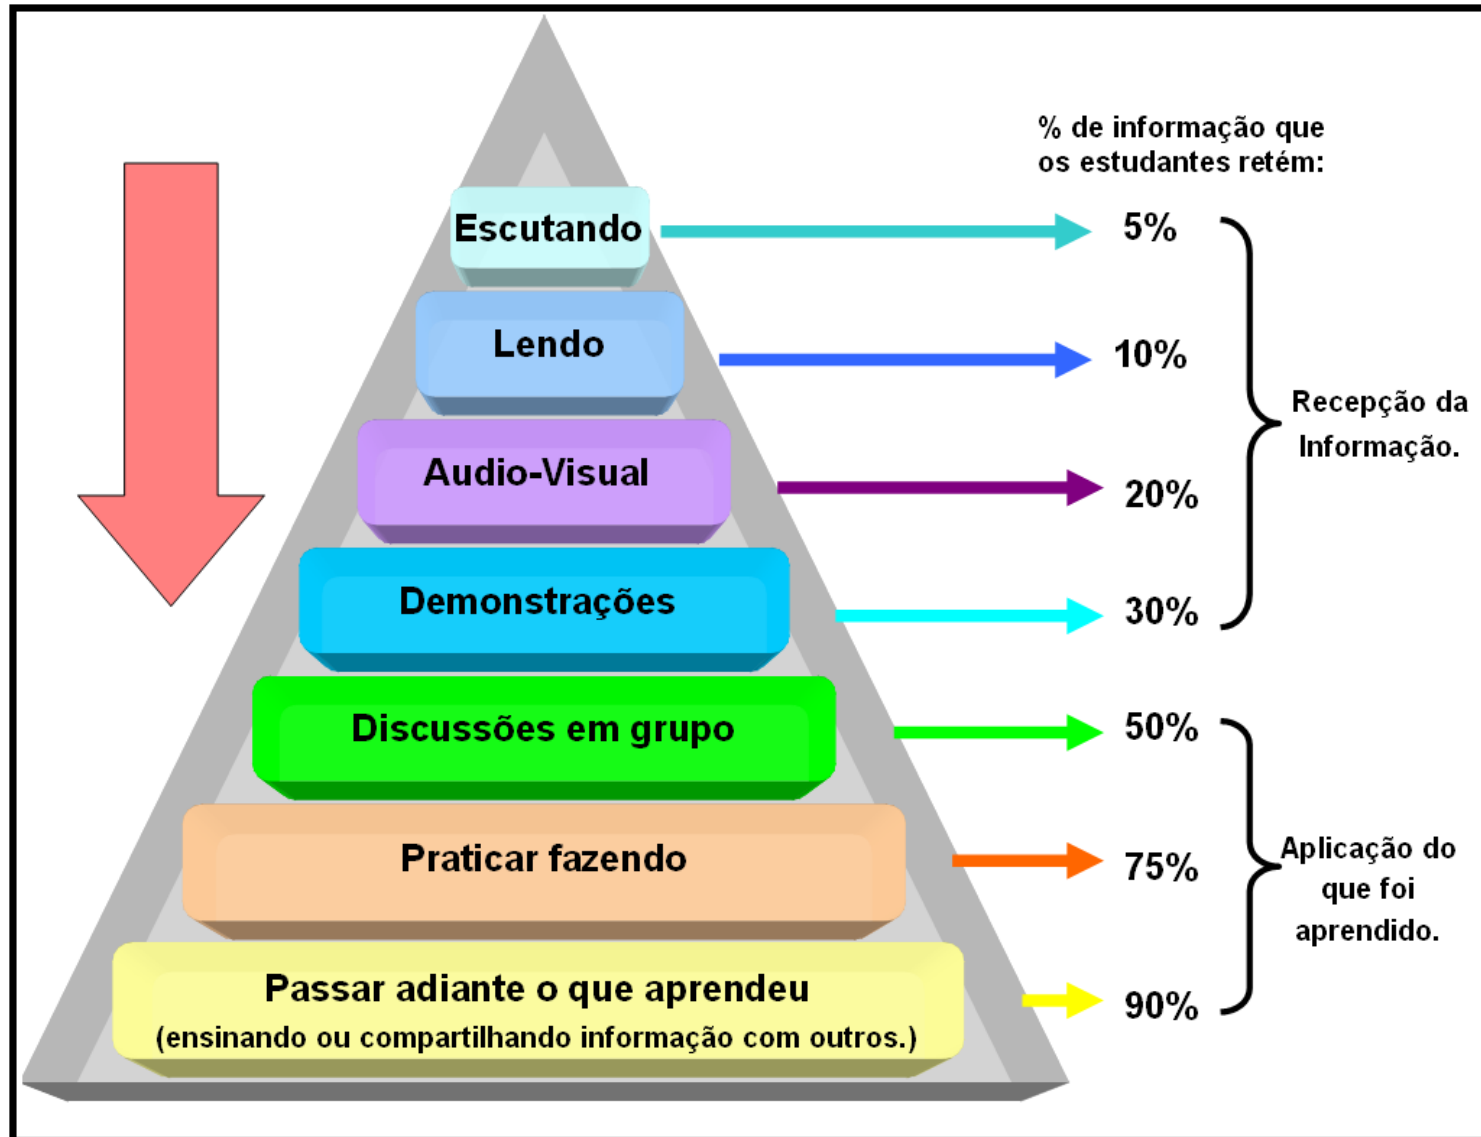 % de informação que
os estudantes retém:
Escutando
5%
Lendo
10%
Recepção da
Informação.
Audio-Visual
20%
Demonstrações
30%
Discussões em grupo
50%
Praticar fazendo
75%
Aplicação do
que foi
aprendido.
Passar adiante o que aprendeu
(ensinando ou compartilhando informação com outros.)
90%